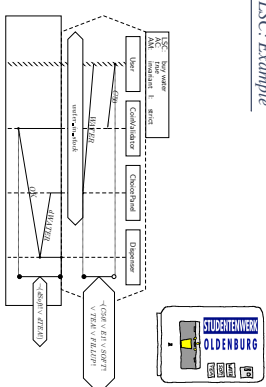 LSC: Example
LSC: buy water
AC: true
AM: invariant I: strict
User
CoinValidator
ChoicePanel
Dispenser
C50
WATER
water_in_stock
dWATER
OK
¬(C50! ∨ E1! ∨ SOFT!
∨ TEA! ∨ FILLUP!
¬(dSoft! ∨ dTEA!)
STUDENTENWERK
OLDENBURG